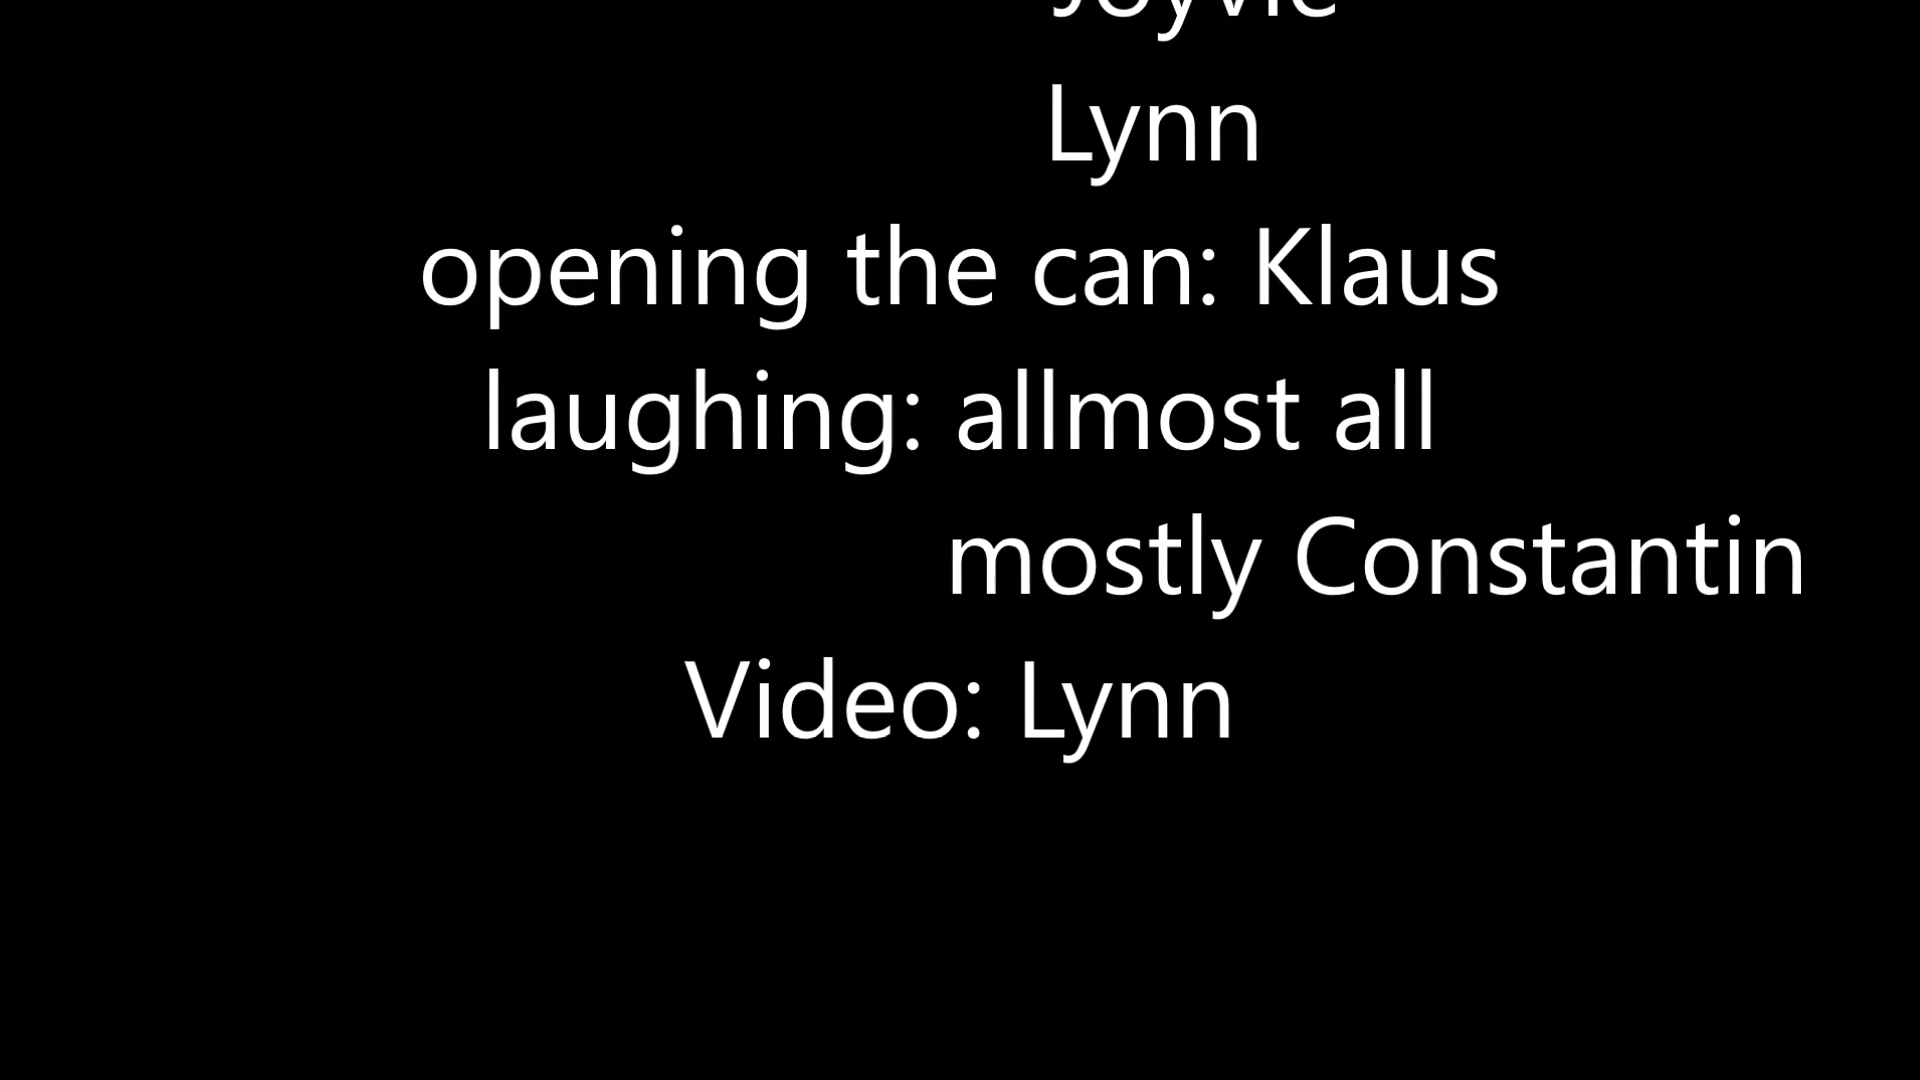 Lynn
opening the can: Klaus
laughing: allmost all
mostly Constantin
Video: Lynn